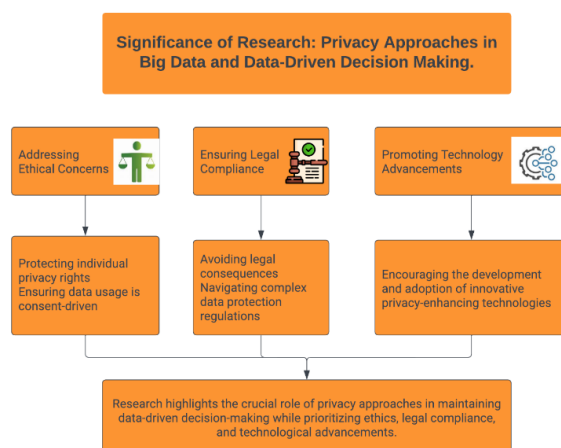 Significance of Research: Privacy Approaches in
Big Data and Data-Driven Decision Making.
Addressing
Ethical Concerns
Ensuring Legal
Compliance
Promoting Technology
Advancements
Protecting individual
privacy rights
Ensuring data usage is
consent-driven
Avoiding legal
consequences
Navigating complex
data protection
regulations
Encouraging the development
and adoption of innovative
privacy-enhancing technologies
Research highlights the crucial role of privacy approaches in maintaining
data-driven decision-making while prioritizing ethics, legal compliance,
and technological advancements.